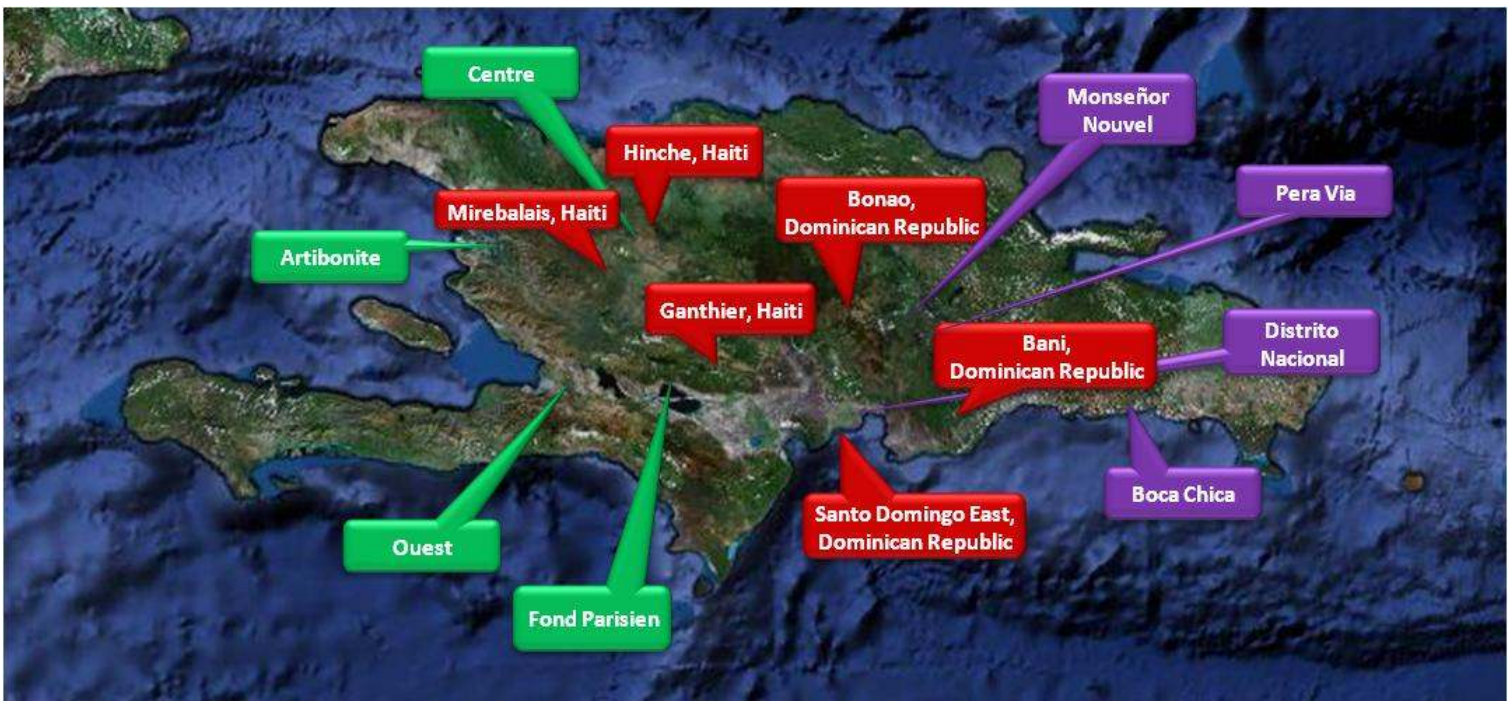 Centre
Monseñor
Nouvel
Hinche, Haiti
Pera Via
Bonao,
Dominican Republic
Mirebalais, Haiti
Artibonite
Ganthier, Haiti
Distrito
Nacional
Bani,
Dominican Republic
Boca Chica
Santo Domingo East,
Dominican Republic
Ouest
Fond Parisien